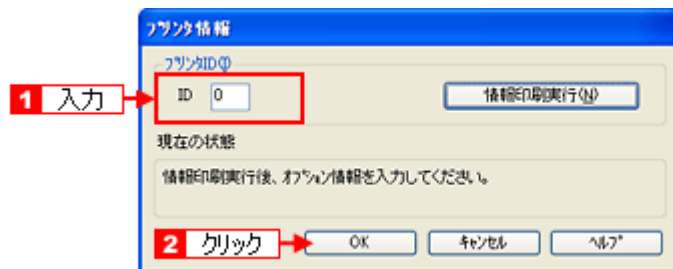 プリンタ情報
プリンタID(I)
1 入力
ID 0
情報印刷実行(N)
現在の状態
情報印刷実行後、オプション情報を入力してください。
2 クリック
OK
キャンセル
ヘルプ